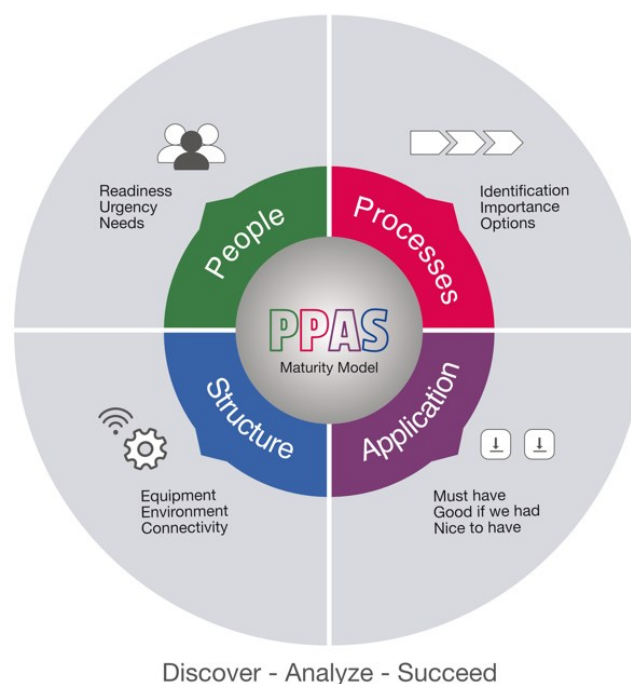 Readiness
Urgency
Needs
People
Identification
Importance
Options
Processes
PPAS
Maturity Model
Structure
Equipment
Environment
Connectivity
Application
Must have
Good if we had
Nice to have
Discover - Analyze - Succeed